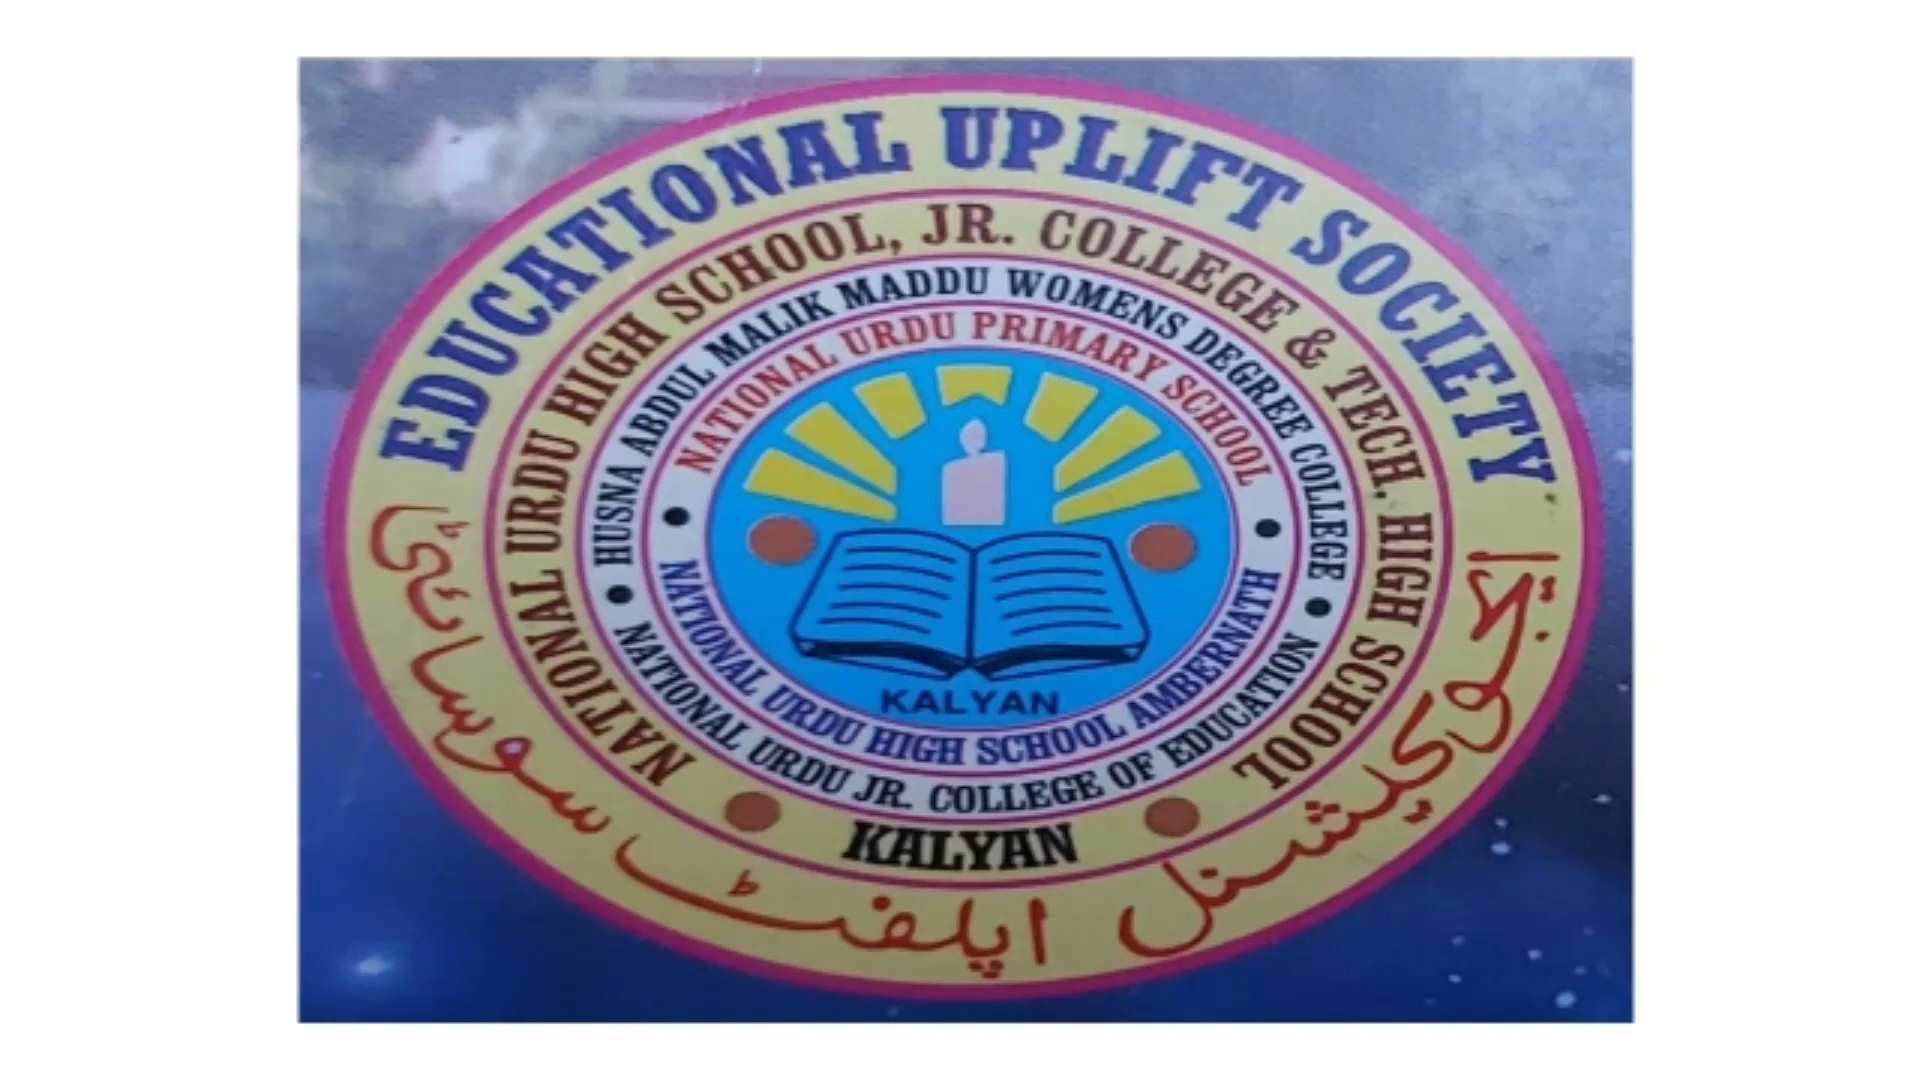 EDUCATIONAL UPLIFT SOCIETY
NATIONAL URDU HIGH SCHOOL, JR. COLLEGE & TECH. HIGH SCHOOL
HUSNA ABDUL MALIK MADDU WOMENS DEGREE COLLEGE
NATIONAL URDU PRIMARY SCHOOL
KALYAN
NATIONAL URDU HIGH SCHOOL AMBERNATH
NATIONAL URDU JR. COLLEGE OF EDUCATION
KALYAN
ایجوکیشنل اپلفٹ سوسائٹی